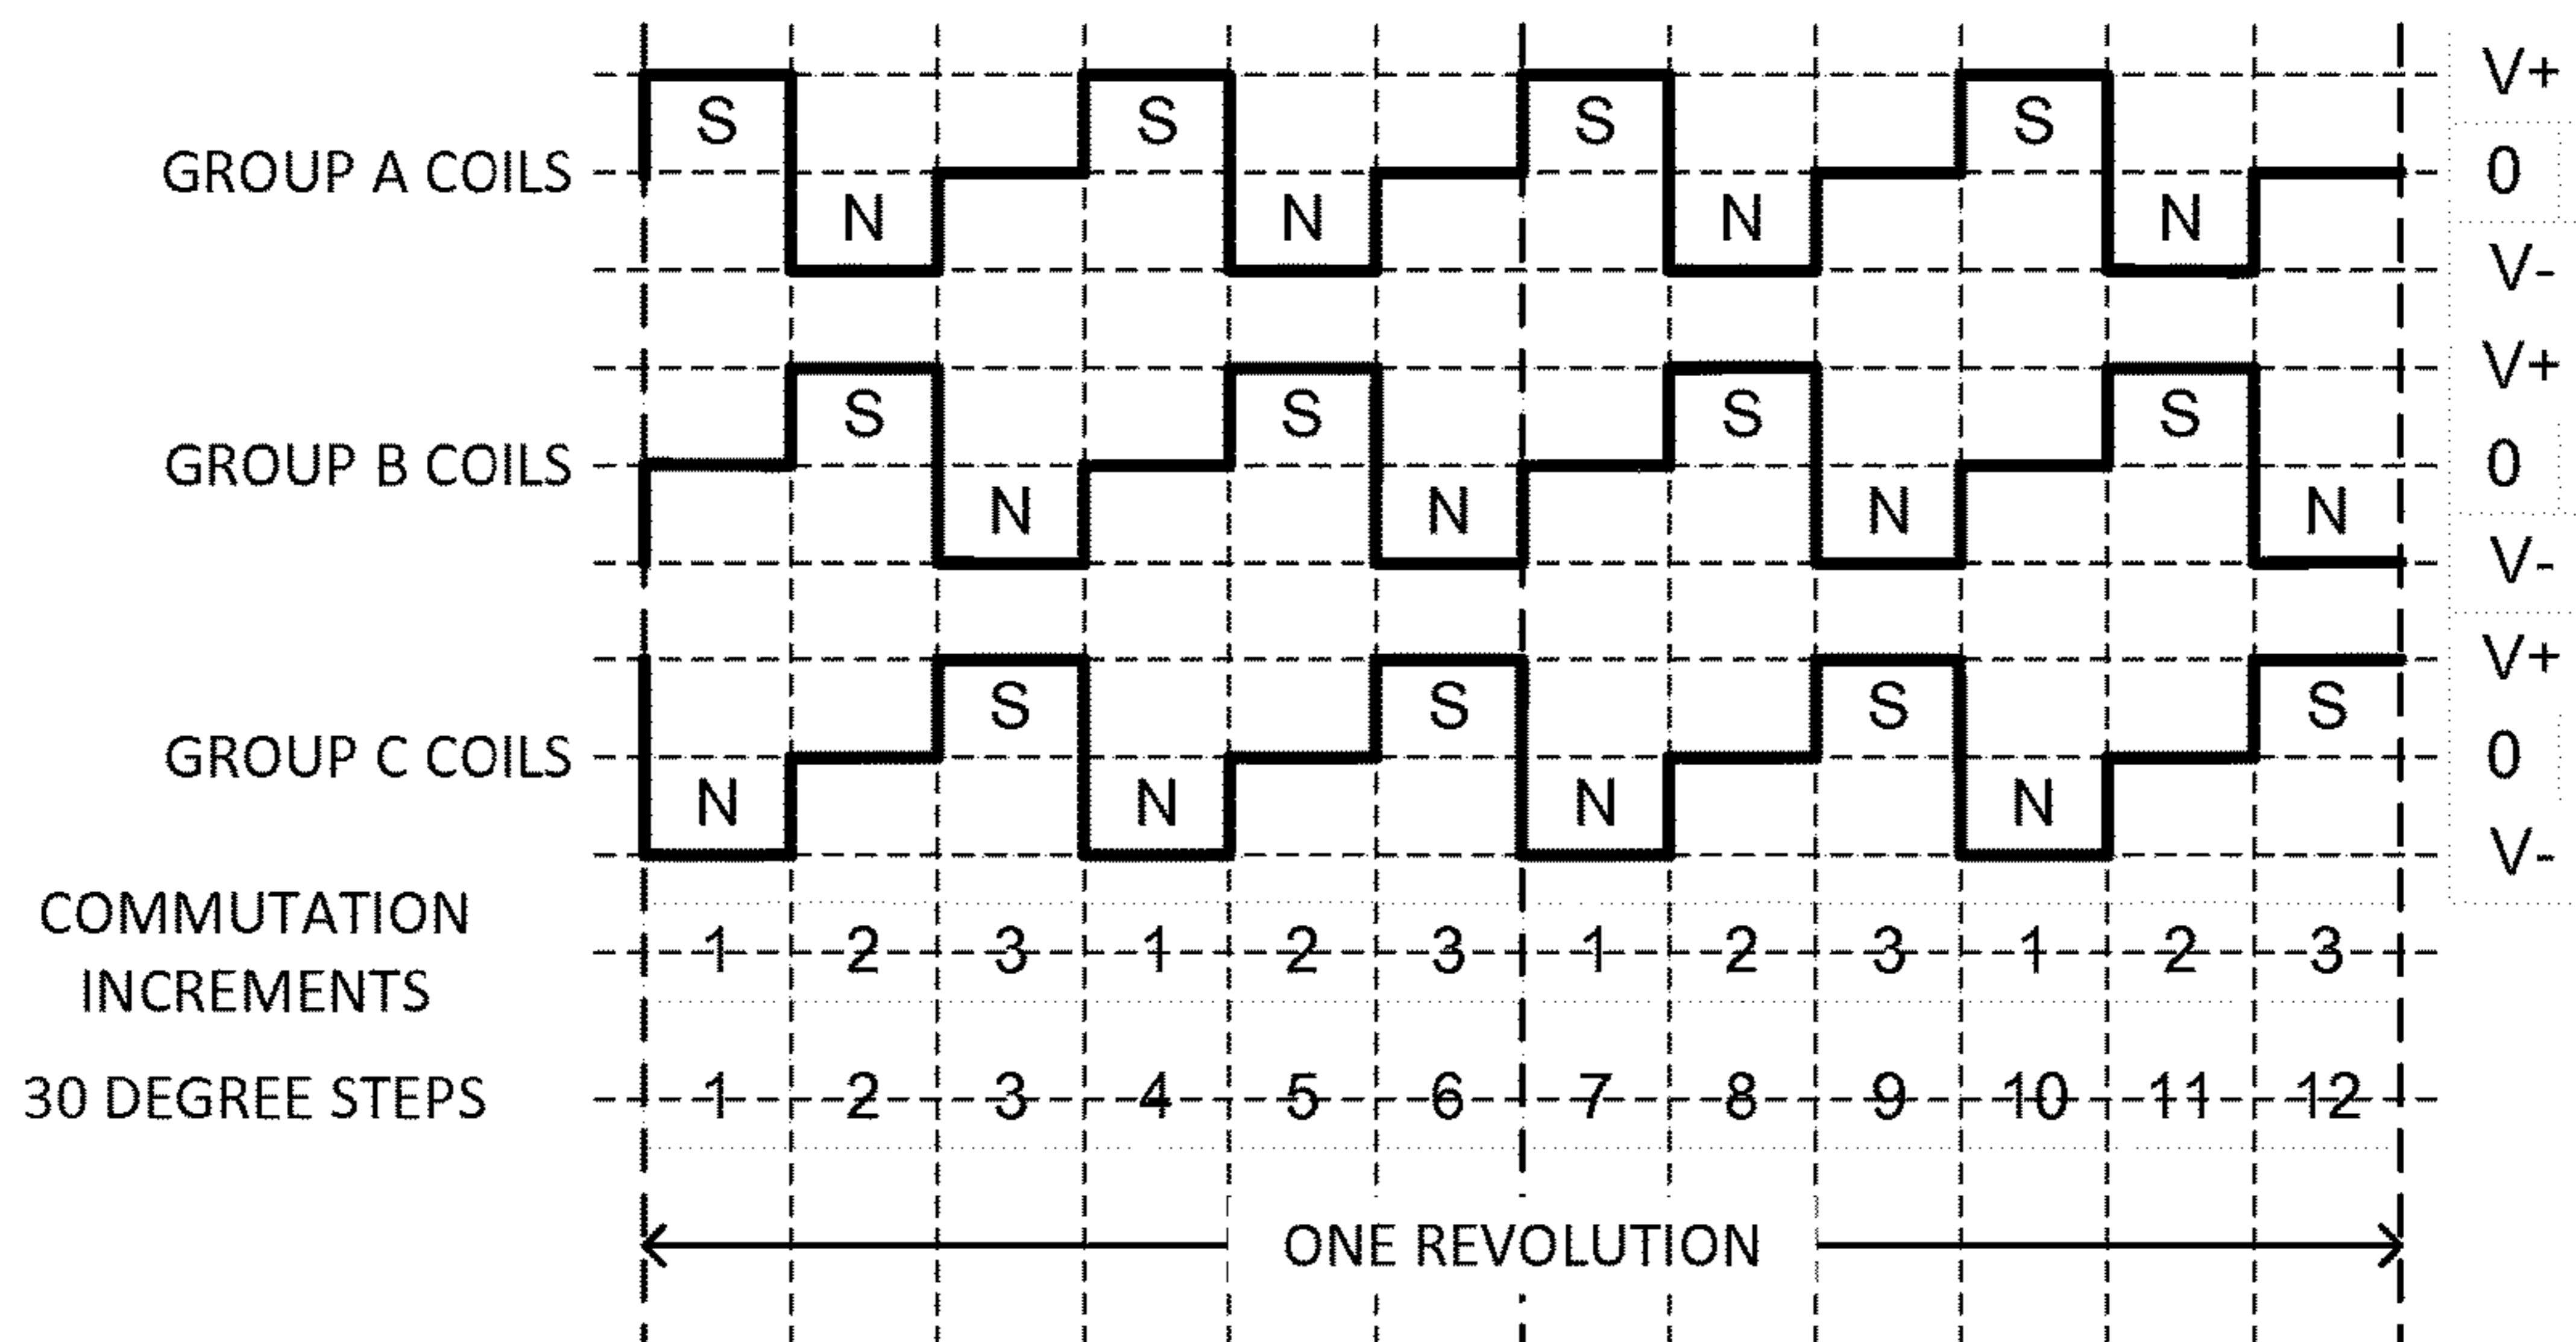 S S S S V+
GROUP A COILS 0
N N N N
V-
V+
S S S S
GROUP B COILS 0
N N N N
V-
V+
S S S S
GROUP C COILS 0
N N N N
V-
COMMUTATION
INCREMENTS
1 2 3 1 2 3 1 2 3 1 2 3
30 DEGREE STEPS 1 2 3 4 5 6 7 8 9 10 11 12
ONE REVOLUTION